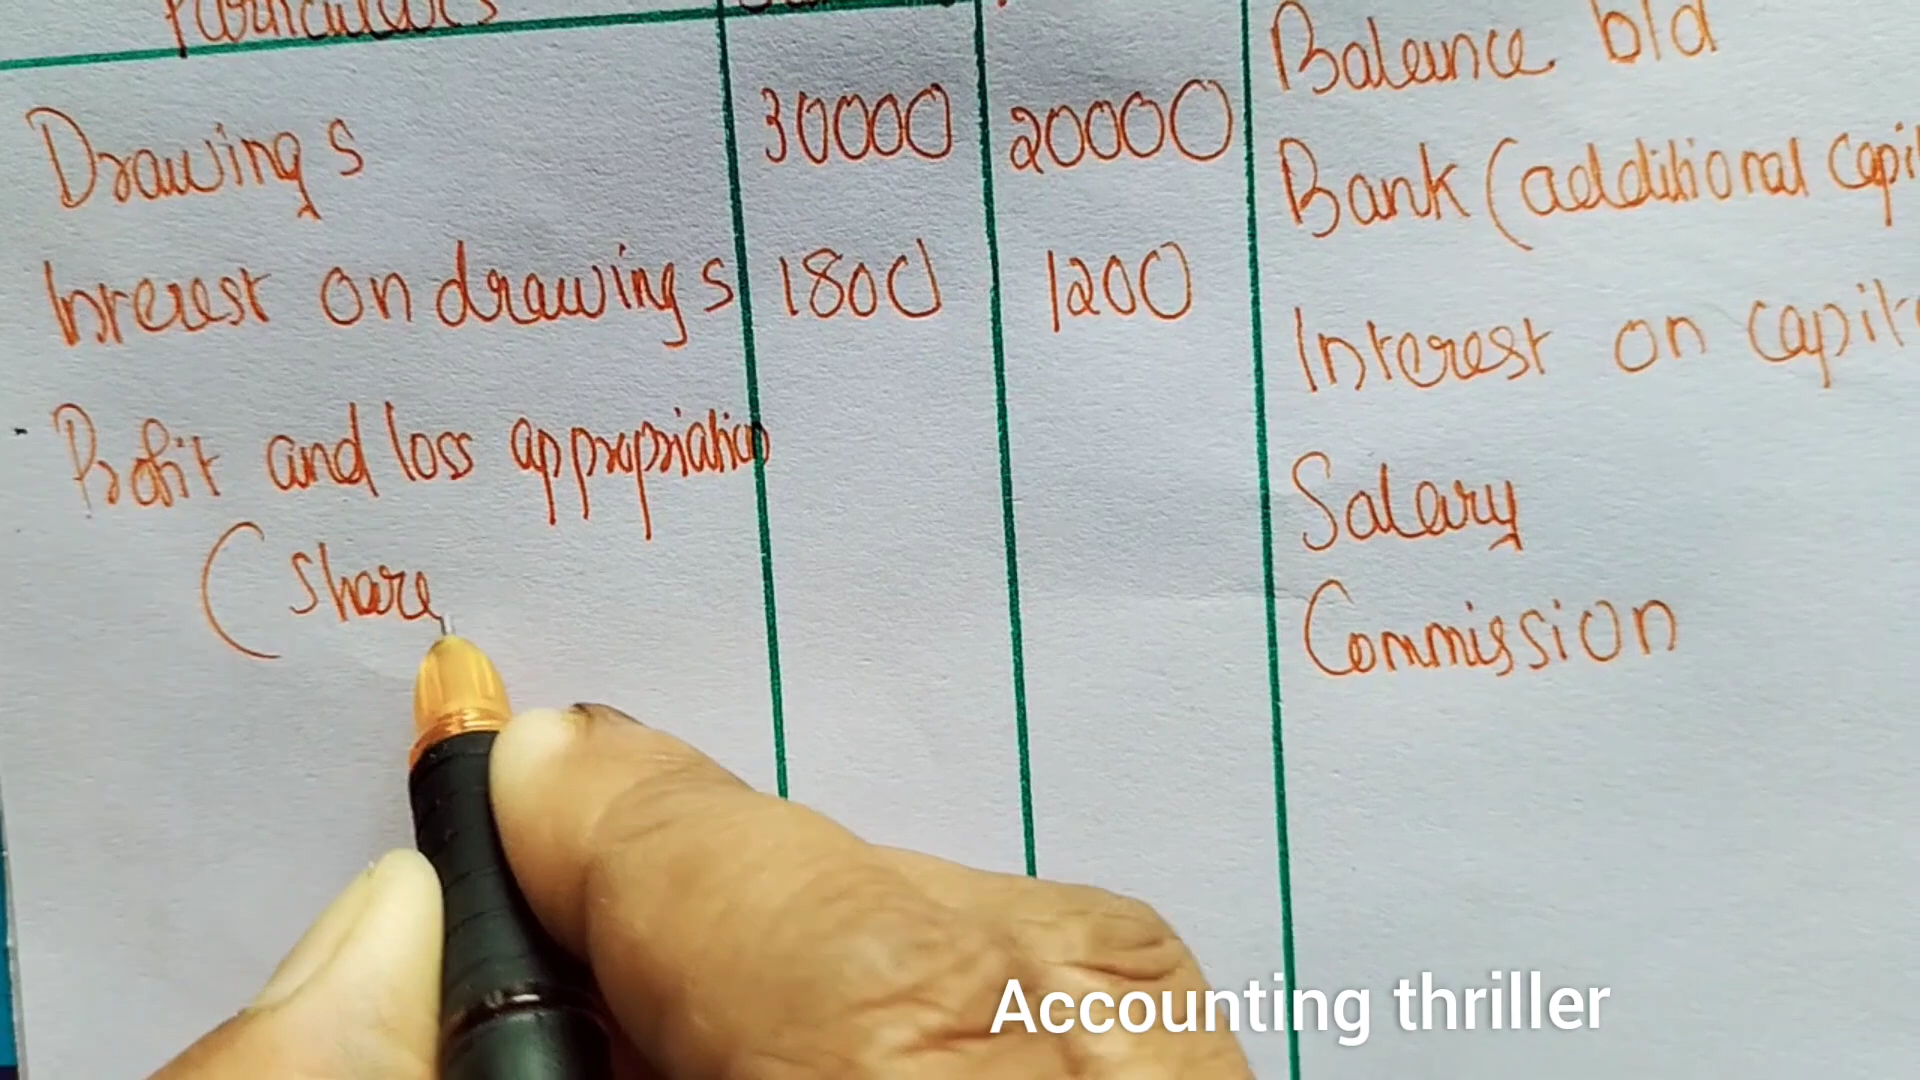 Particulars
Drawings 30000 20000
Interest on drawings 1800 1200
Profit and loss appropriation
(Share
Balance b/d
Bank (additional capi
Interest on capit
Salary
Commission
Accounting thriller